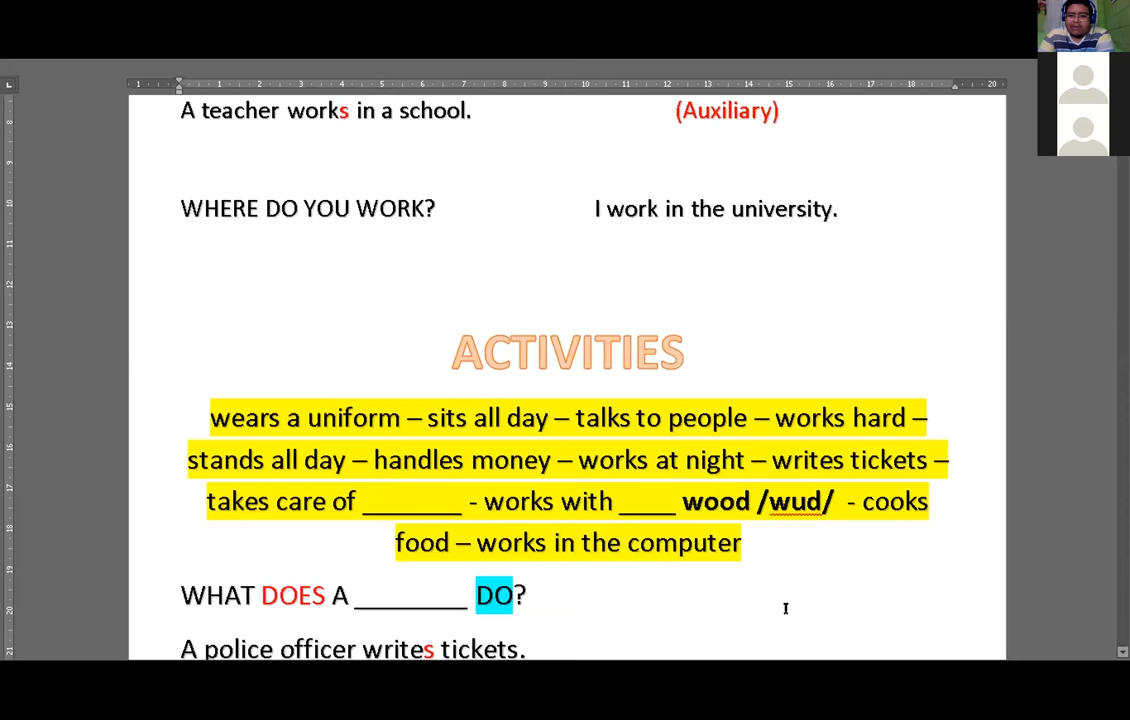 A teacher works in a school. (Auxiliary)
WHERE DO YOU WORK? I work in the university.
ACTIVITIES
wears a uniform – sits all day – talks to people – works hard –
stands all day – handles money – works at night – writes tickets –
takes care of ________ - works with ____ wood /wud/ - cooks
food – works in the computer
WHAT DOES A _________ DO?
A police officer writes tickets.